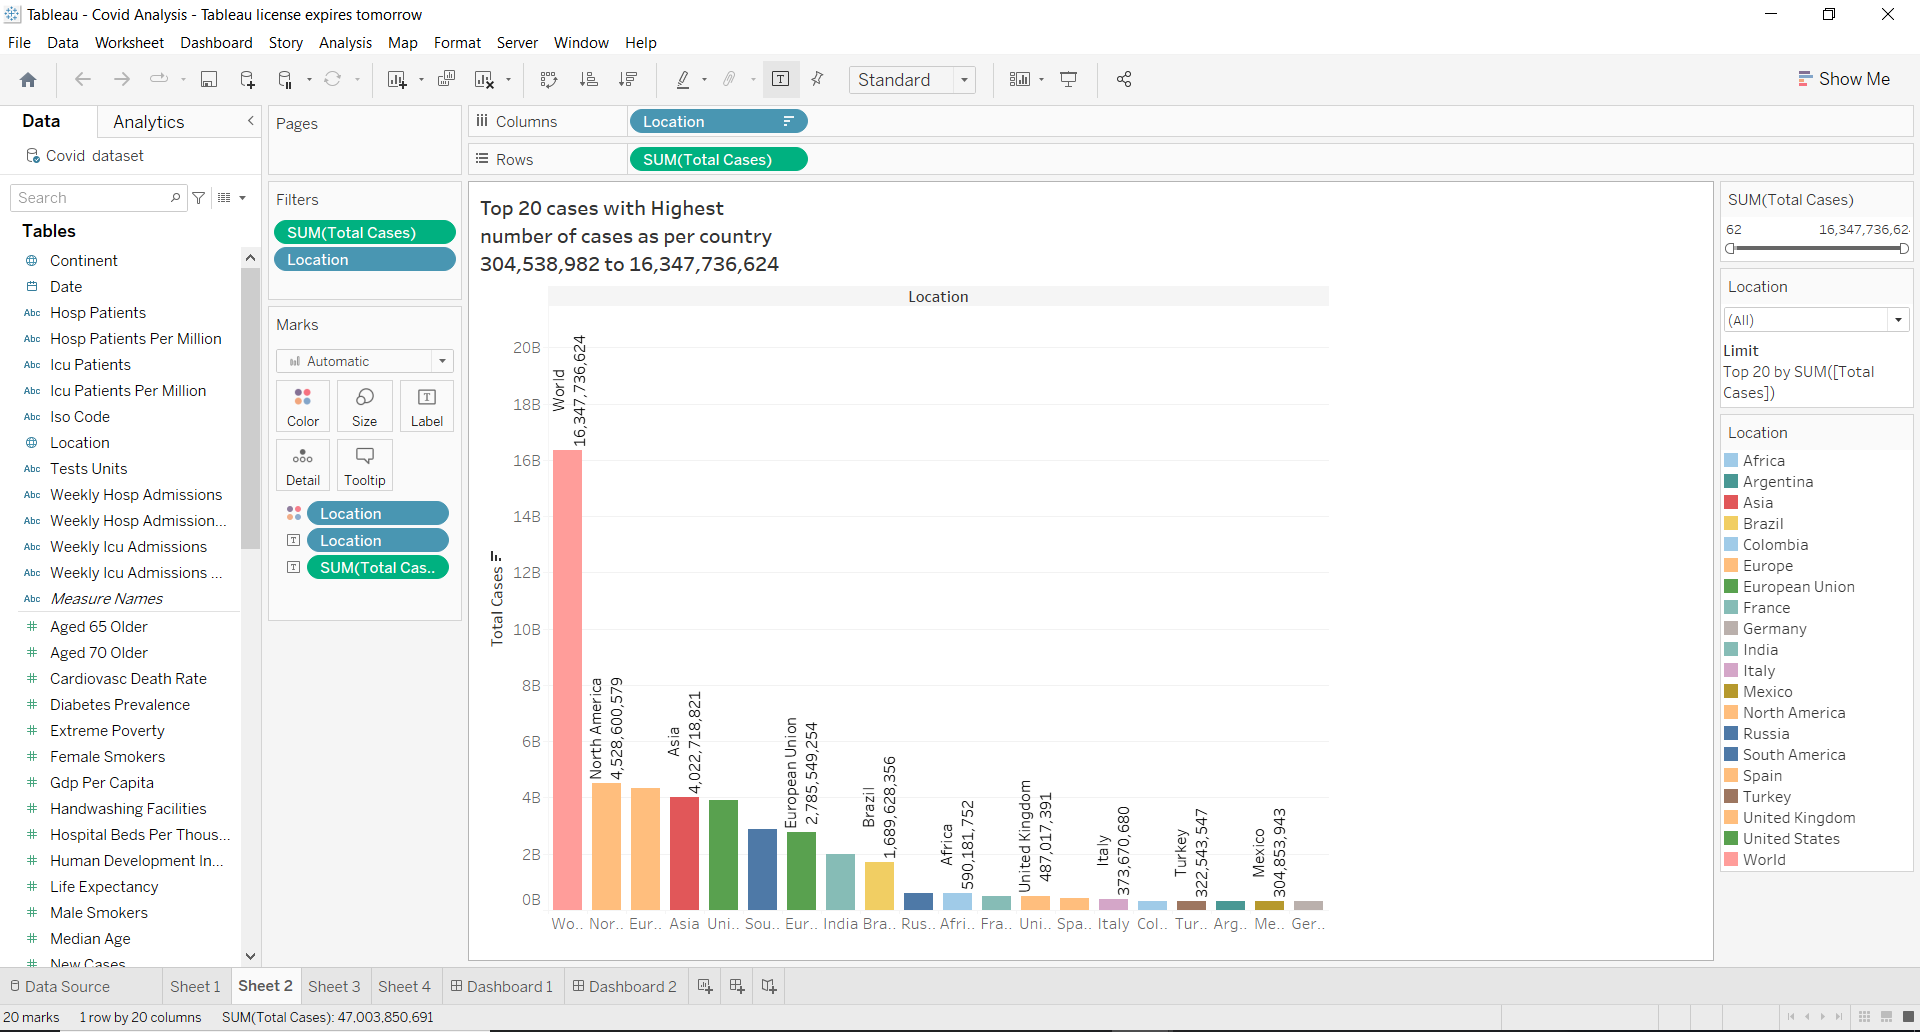 Tableau - Covid Analysis - Tableau license expires tomorrow
File Data Worksheet Dashboard Story Analysis Map Format Server Window Help
Standard
Show Me
Data
Analytics
Covid dataset
Search
Tables
Continent
Date
Abc Hosp Patients
Abc Hosp Patients Per Million
Abc Icu Patients
Abc Icu Patients Per Million
Abc Iso Code
Location
Abc Tests Units
Abc Weekly Hosp Admissions
Abc Weekly Hosp Admission...
Abc Weekly Icu Admissions
Abc Weekly Icu Admissions ...
Abc Measure Names
# Aged 65 Older
# Aged 70 Older
# Cardiovasc Death Rate
# Diabetes Prevalence
# Extreme Poverty
# Female Smokers
# Gdp Per Capita
# Handwashing Facilities
# Hospital Beds Per Thous...
# Human Development In...
# Life Expectancy
# Male Smokers
# Median Age
# New Cases
Pages
Filters
SUM(Total Cases)
Location
Marks
Automatic
Color
Size
Label
Detail
Tooltip
Location
Location
SUM(Total Cas..
Columns
Location
Rows
SUM(Total Cases)
Top 20 cases with Highest
number of cases as per country
304,538,982 to 16,347,736,624
Location
Total Cases
20B
18B
16B
14B
12B
10B
8B
6B
4B
2B
0B
World
16,347,736,624
North America
4,528,600,579
Asia
4,022,718,821
European Union
2,785,549,254
Brazil
1,689,628,356
Africa
590,181,752
United Kingdom
487,017,391
Italy
373,670,680
Turkey
322,543,547
Mexico
304,853,943
Wo.. Nor.. Eur.. Asia Uni.. Sou.. Eur.. India Bra.. Rus.. Afri.. Fra.. Uni.. Spa.. Italy Col.. Tur.. Arg.. Me.. Ger..
SUM(Total Cases)
62
16,347,736,62
Location
(All)
Limit
Top 20 by SUM([Total
Cases])
Location
Africa
Argentina
Asia
Brazil
Colombia
Europe
European Union
France
Germany
India
Italy
Mexico
North America
Russia
South America
Spain
Turkey
United Kingdom
United States
World
Data Source
Sheet 1
Sheet 2
Sheet 3
Sheet 4
Dashboard 1
Dashboard 2
20 marks
1 row by 20 columns
SUM(Total Cases): 47,003,850,691